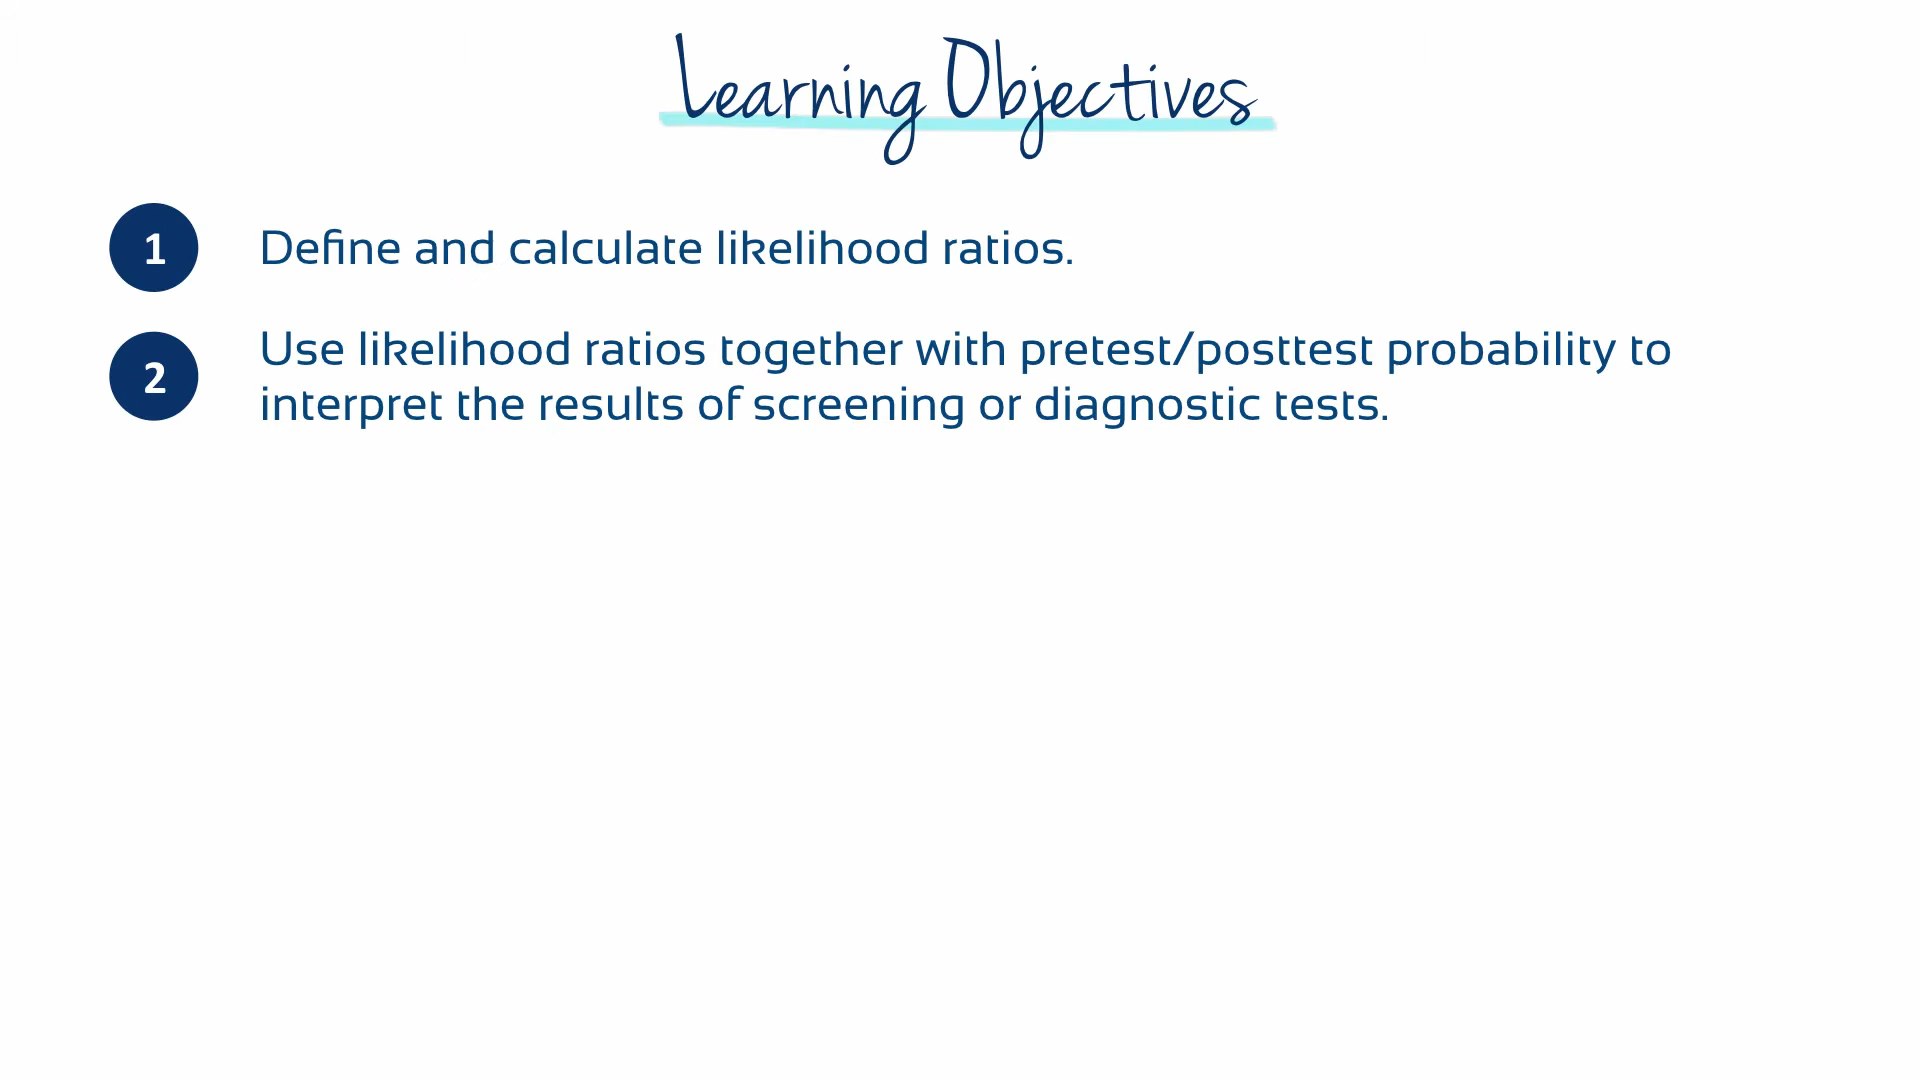 Learning Objectives
1 Define and calculate likelihood ratios.
2 Use likelihood ratios together with pretest/posttest probability to
interpret the results of screening or diagnostic tests.